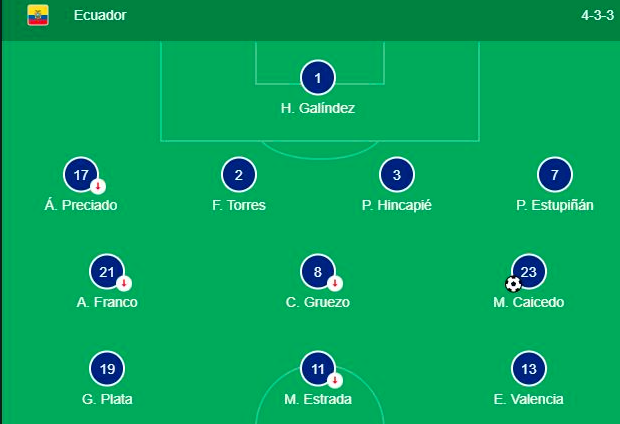 Ecuador 4-3-3
1
H. Galíndez
17 2 3 7
Á. Preciado F. Torres P. Hincapié P. Estupiñán
21 8 23
A. Franco C. Gruezo M. Caicedo
19 11 13
G. Plata M. Estrada E. Valencia